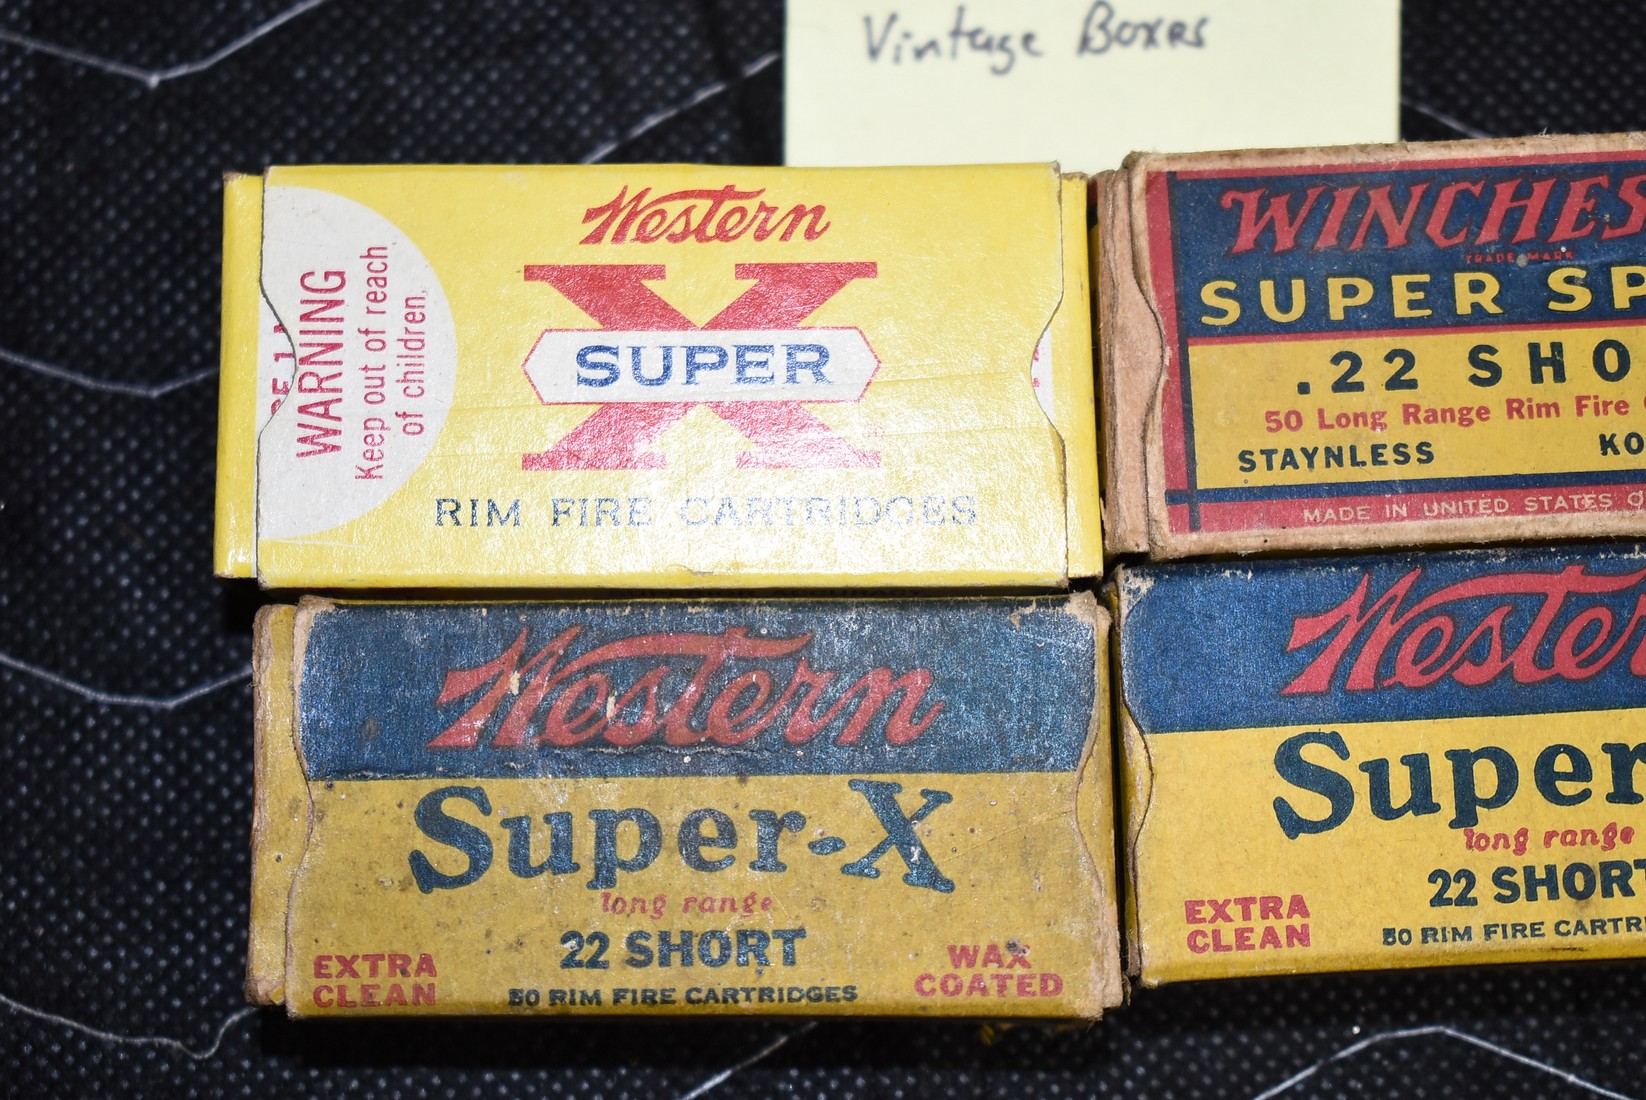 Vintage Boxes
Western
X
SUPER
RIM FIRE CARTRIDGES
WARNING
Keep out of reach
of children.
WINCHES
TRADE MARK
SUPER SP
.22 SHO
50 Long Range Rim Fire
STAYNLESS KO
MADE IN UNITED STATES O
Western
Super-X
long range
22 SHORT
EXTRA
CLEAN
50 RIM FIRE CARTRIDGES
WAX
COATED
Wester
Super
long range
22 SHORT
EXTRA
CLEAN
50 RIM FIRE CARTR